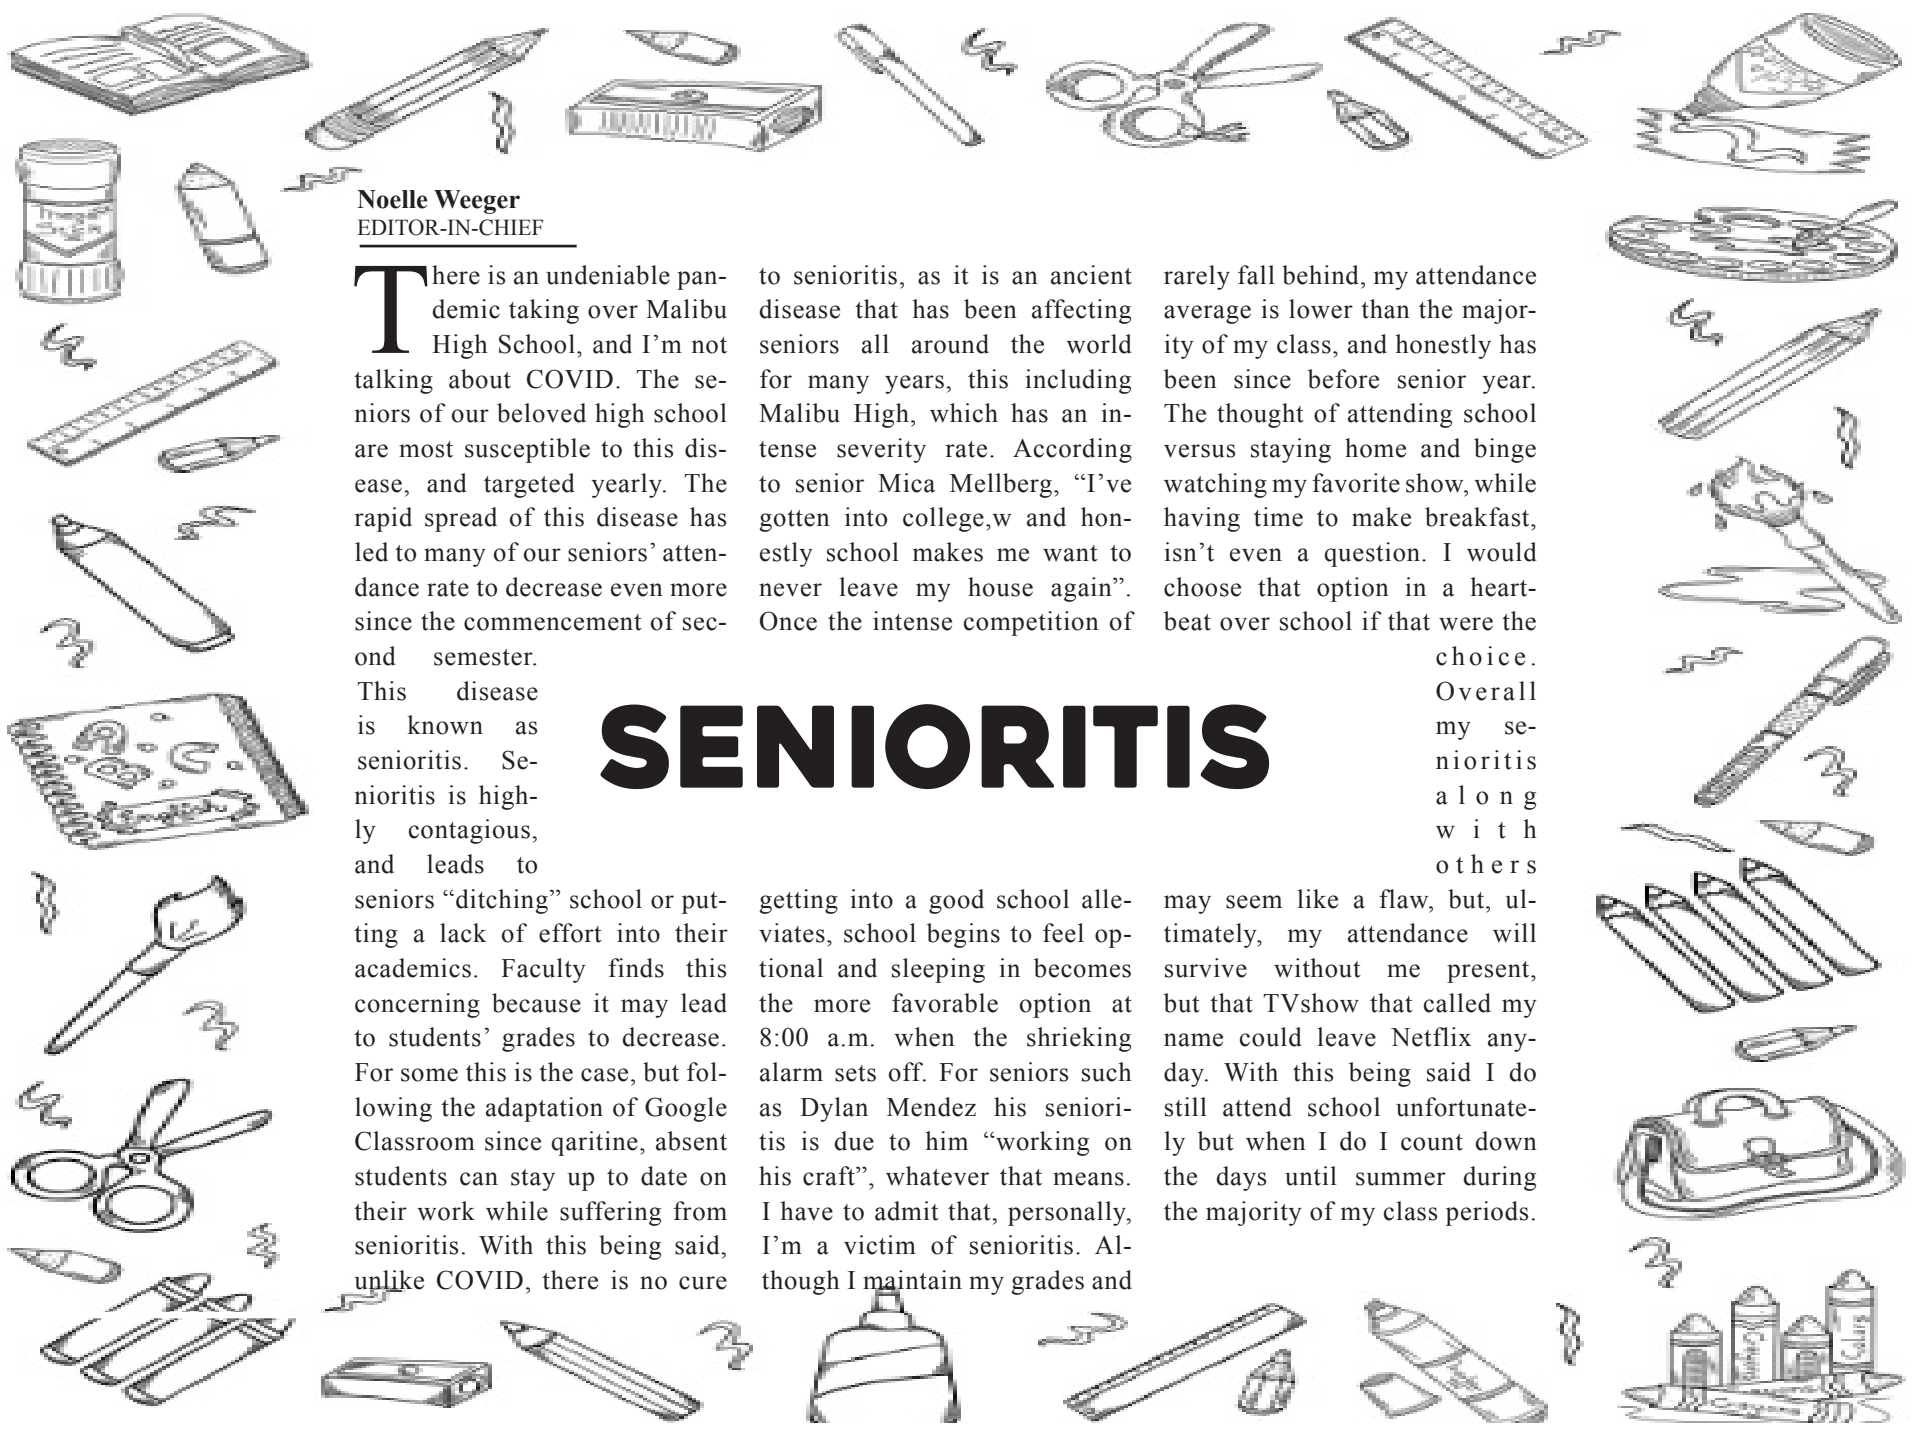 Noelle Weeger
EDITOR-IN-CHIEF
There is an undeniable pan-
demic taking over Malibu
High School, and I’m not
talking about COVID. The se-
niors of our beloved high school
are most susceptible to this dis-
ease, and targeted yearly. The
rapid spread of this disease has
led to many of our seniors’ atten-
dance rate to decrease even more
since the commencement of sec-
ond semester.
This disease
is known as
senioritis. Se-
nioritis is high-
ly contagious,
and leads to
seniors “ditching” school or put-
ting a lack of effort into their
academics. Faculty finds this
concerning because it may lead
to students’ grades to decrease.
For some this is the case, but fol-
lowing the adaptation of Google
Classroom since qaritine, absent
students can stay up to date on
their work while suffering from
senioritis. With this being said,
unlike COVID, there is no cure
to senioritis, as it is an ancient
disease that has been affecting
seniors all around the world
for many years, this including
Malibu High, which has an in-
tense severity rate. According
to senior Mica Mellberg, “I’ve
gotten into college,w and hon-
estly school makes me want to
never leave my house again”.
Once the intense competition of
SENIORITIS
getting into a good school alle-
viates, school begins to feel op-
tional and sleeping in becomes
the more favorable option at
8:00 a.m. when the shrieking
alarm sets off. For seniors such
as Dylan Mendez his seniori-
tis is due to him “working on
his craft”, whatever that means.
I have to admit that, personally,
I’m a victim of senioritis. Al-
though I maintain my grades and
rarely fall behind, my attendance
average is lower than the major-
ity of my class, and honestly has
been since before senior year.
The thought of attending school
versus staying home and binge
watching my favorite show, while
having time to make breakfast,
isn’t even a question. I would
choose that option in a heart-
beat over school if that were the
choice.
Overall
my se-
nioritis
along
with
others
may seem like a flaw, but, ul-
timately, my attendance will
survive without me present,
but that TVshow that called my
name could leave Netflix any-
day. With this being said I do
still attend school unfortunate-
ly but when I do I count down
the days until summer during
the majority of my class periods.
A
B
C